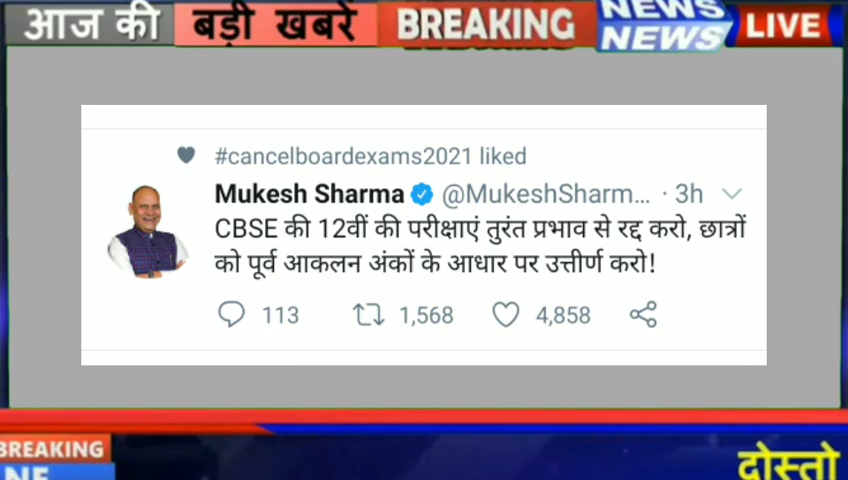 आज की बड़ी खबरें BREAKING NEWS LIVE
NEWS
#cancelboardexams2021 liked
Mukesh Sharma @MukeshSharm... · 3h
CBSE की 12वीं की परीक्षाएं तुरंत प्रभाव से रद्द करो, छात्रों
को पूर्व आकलन अंकों के आधार पर उत्तीर्ण करो!
113 1,568 4,858
BREAKING
NE
दोस्तो